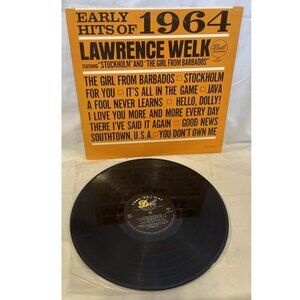 EARLY
HITS OF 1964
LAWRENCE WELK
FEATURING "STOCKHOLM" AND "THE GIRL FROM BARBADOS"
Dot
THE GIRL FROM BARBADOS □ STOCKHOLM
FOR YOU □ IT'S ALL IN THE GAME □ JAVA
A FOOL NEVER LEARNS □ HELLO, DOLLY!
I LOVE YOU MORE AND MORE EVERY DAY
THERE I'VE SAID IT AGAIN □ GOOD NEWS
SOUTHTOWN, U.S.A. □ YOU DON'T OWN ME
Dot